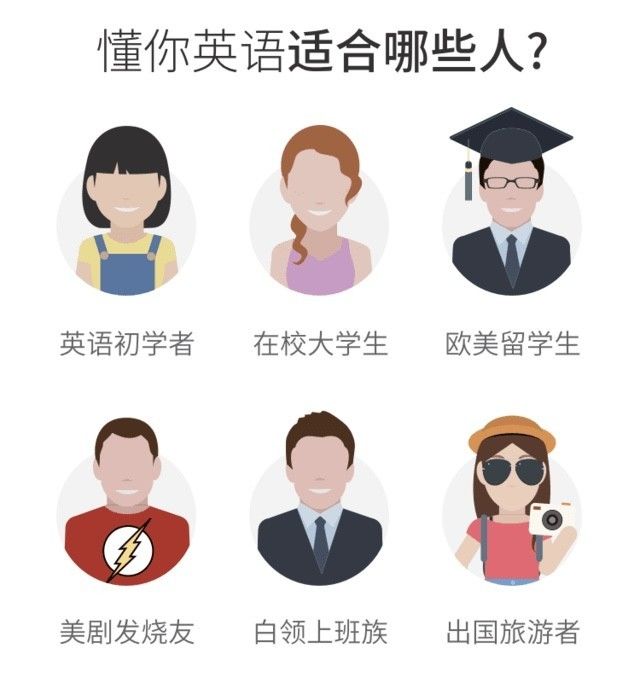 懂你英语适合哪些人?
英语初学者
在校大学生
欧美留学生
美剧发烧友
白领上班族
出国旅游者